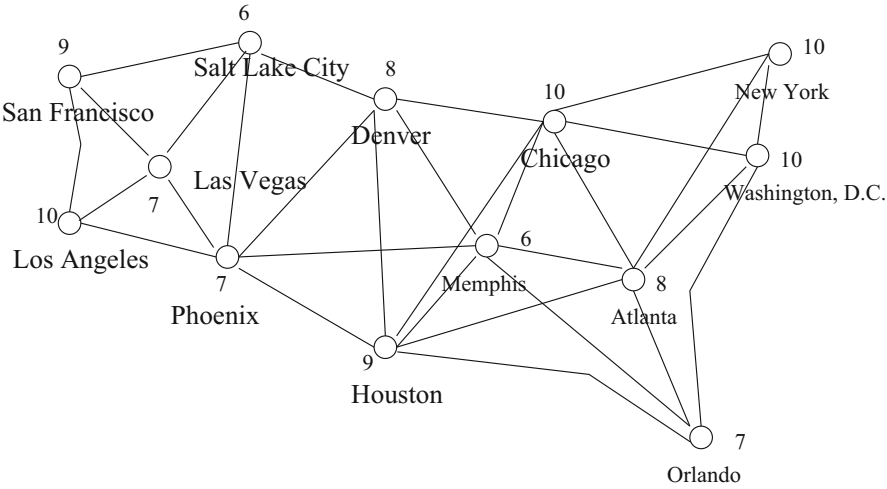 6
Salt Lake City
9
San Francisco
8
Denver
10
Chicago
10
New York
10
Washington, D.C.
7
Las Vegas
10
Los Angeles
7
Phoenix
6
Memphis
8
Atlanta
9
Houston
7
Orlando